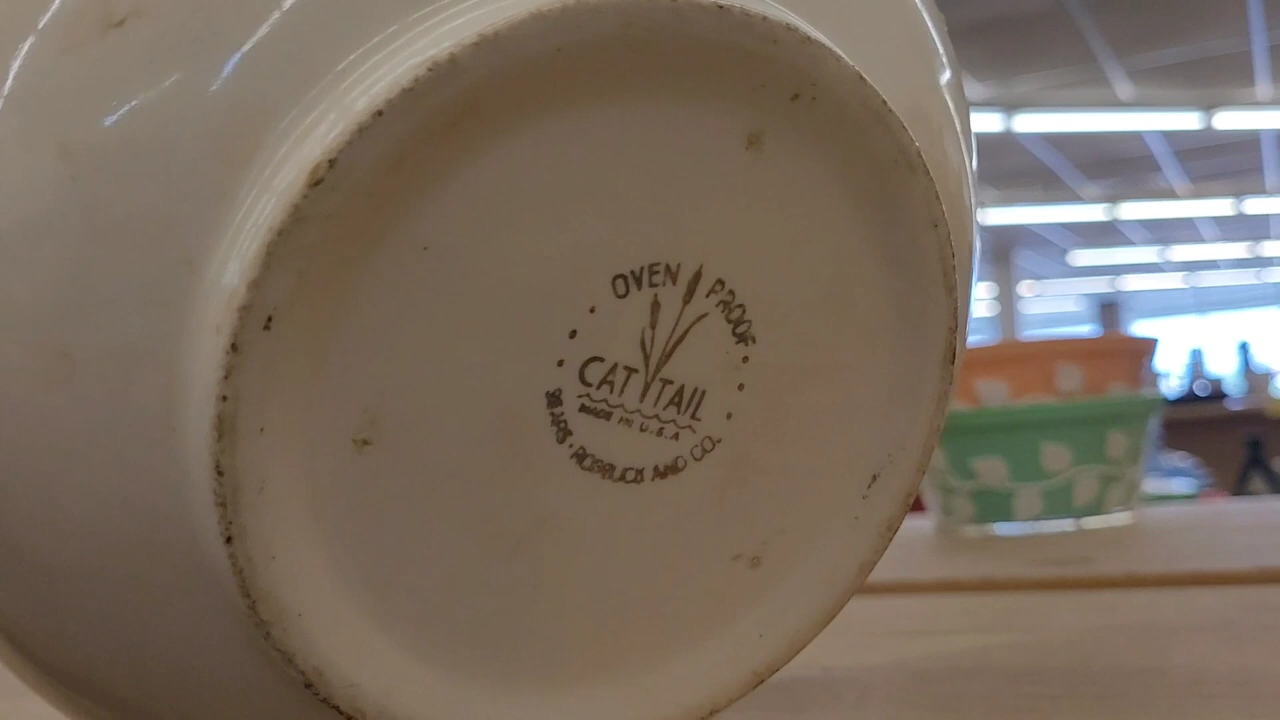 OVEN PROOF
CAT TAIL
MADE IN U.S.A
SEARS · ROEBUCK AND CO.